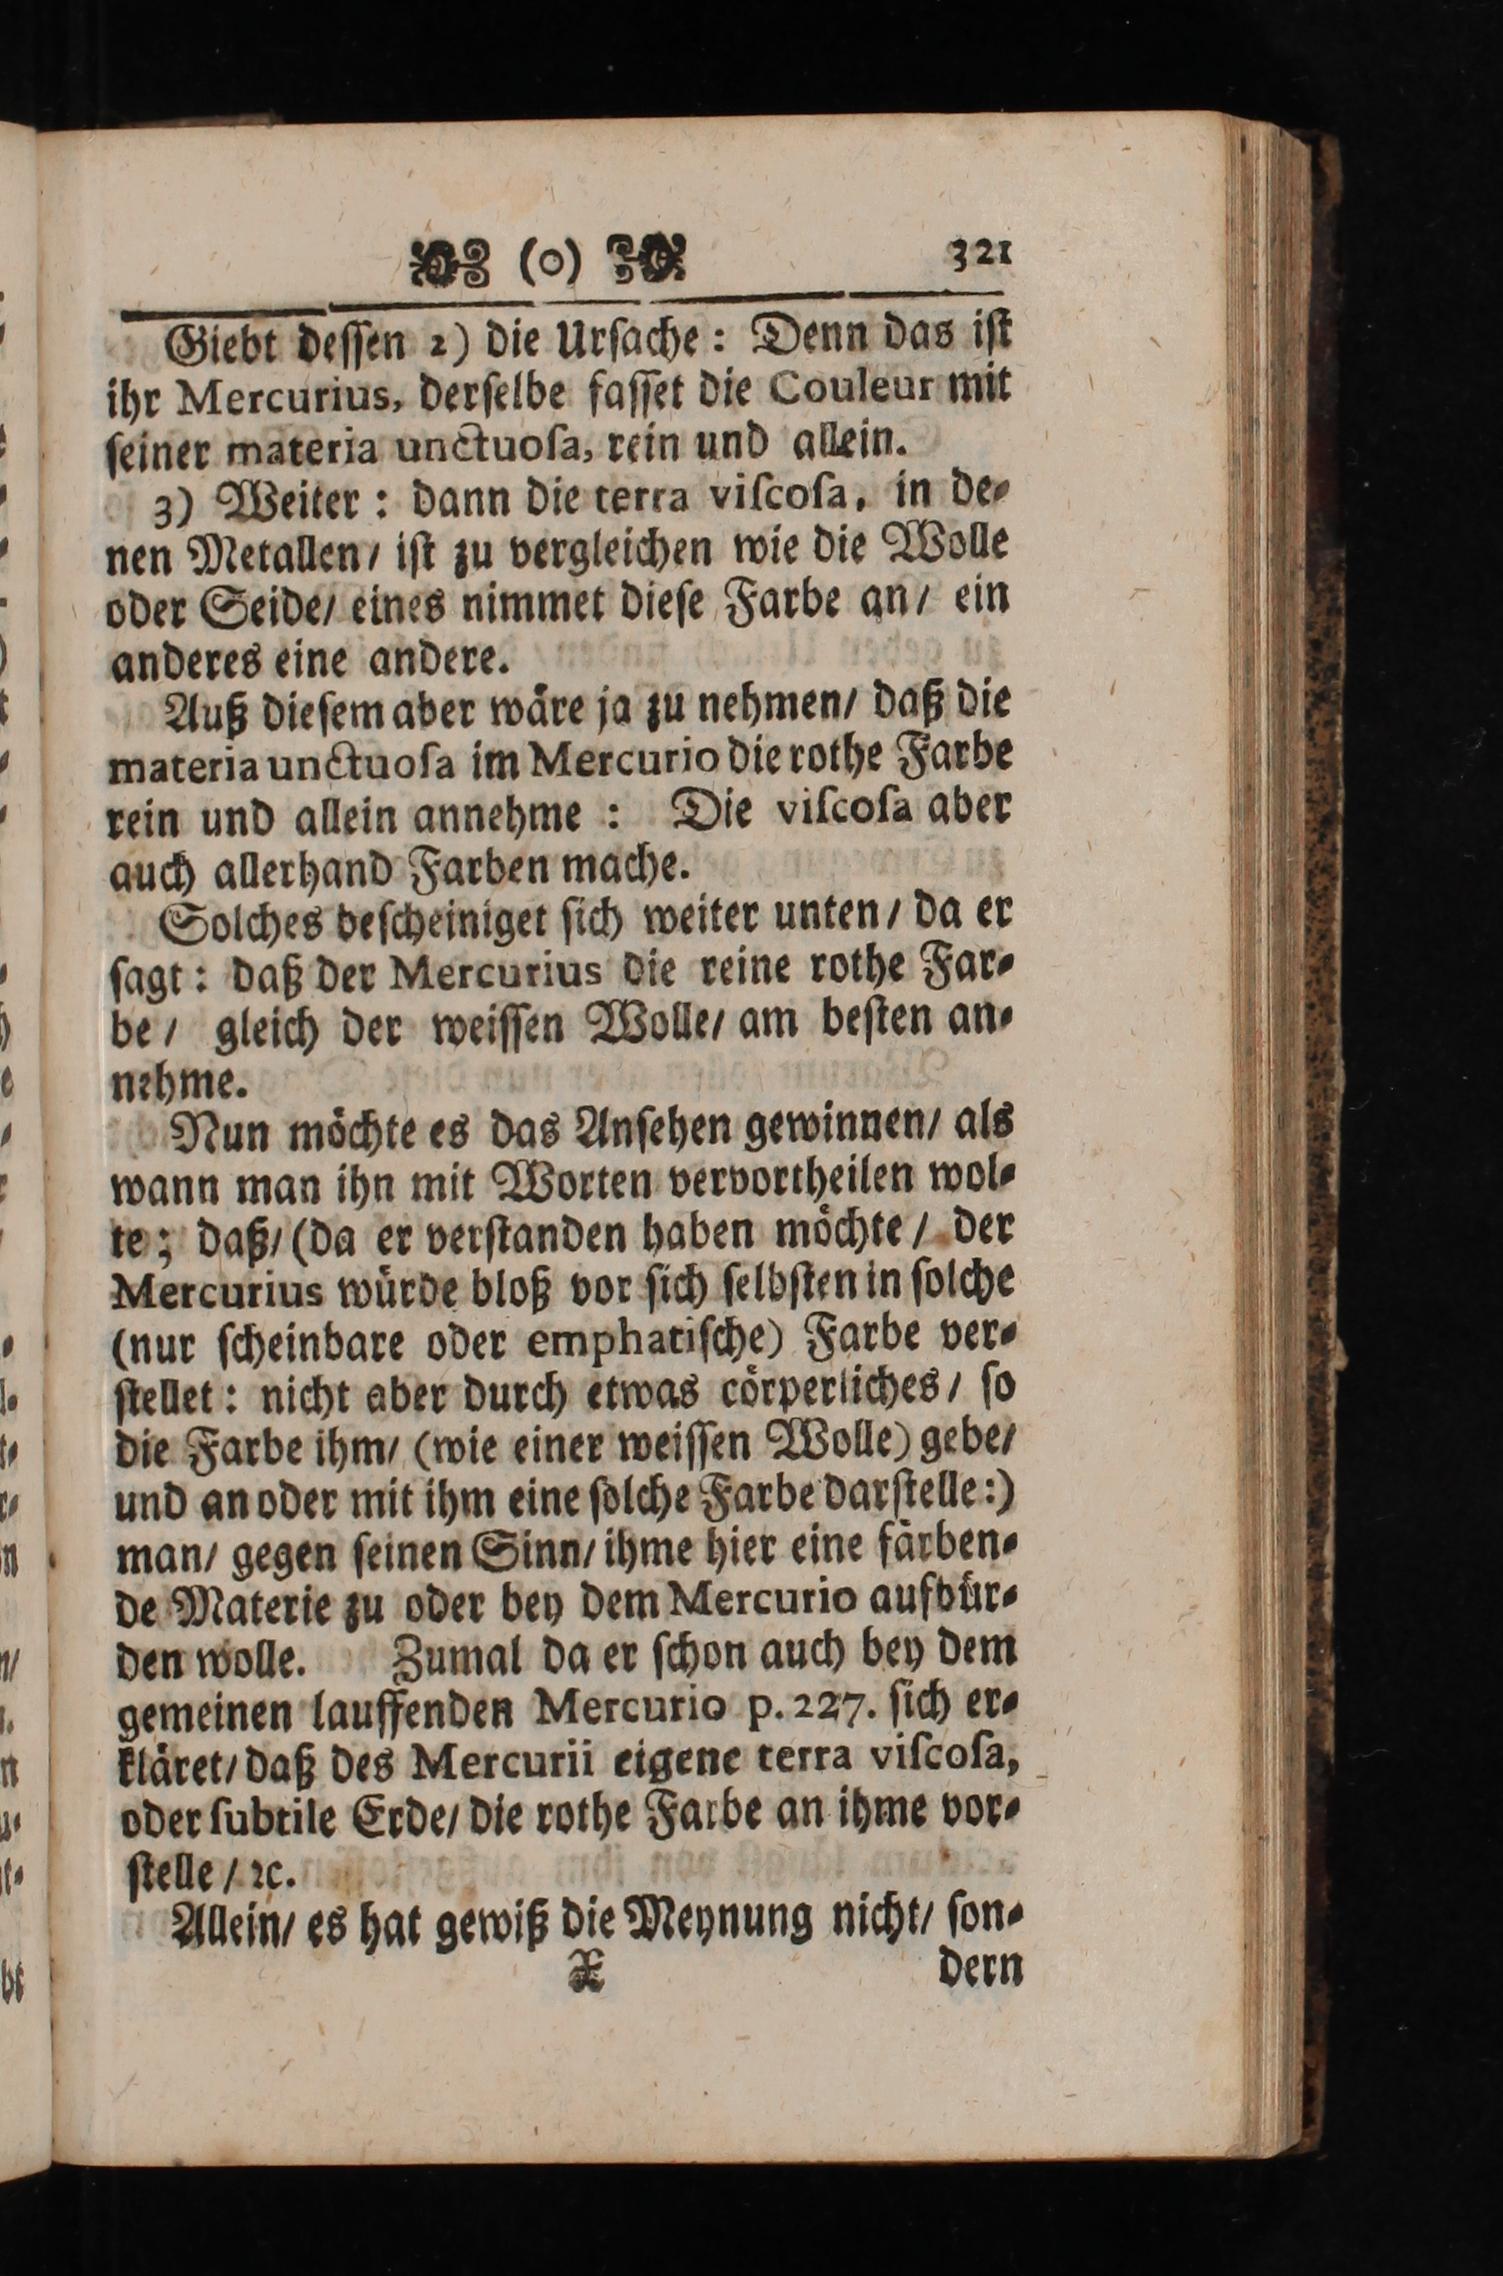 (o) 321
Giebt dessen 2) die Ursache: Denn das ist
ihr Mercurius, derselbe fasset die Couleur mit
seiner materia unctuosa, rein und allein.
3) Weiter: dann die terra viscosa, in de-
nen Metallen/ ist zu vergleichen wie die Wolle
oder Seide/ eines nimmet diese Farbe an/ ein
anderes eine andere.
Auß diesem aber wäre ja zu nehmen/ daß die
materia unctuosa im Mercurio die rothe Farbe
rein und allein annehme: Die viscosa aber
auch allerhand Farben mache.
Solches bescheiniget sich weiter unten/ da er
sagt: daß der Mercurius die reine rothe Far-
be/ gleich der weissen Wolle/ am besten an-
nehme.
Nun möchte es das Ansehen gewinnen/ als
wann man ihn mit Worten vervortheilen wol-
te; daß/ (da er verstanden haben möchte/ der
Mercurius würde bloß vor sich selbsten in solche
(nur scheinbare oder emphatische) Farbe ver-
stellet: nicht aber durch etwas cörperliches/ so
die Farbe ihm/ (wie einer weissen Wolle) gebe/
und an oder mit ihm eine solche Farbe darstelle:)
man/ gegen seinen Sinn/ ihme hier eine färben-
de Materie zu oder bey dem Mercurio aufbür-
den wolle. Zumal da er schon auch bey dem
gemeinen lauffenden Mercurio p. 227. sich er-
kläret/ daß des Mercurii eigene terra viscosa,
oder subtile Erde/ die rothe Farbe an ihme vor-
stelle/ ꝛc.
Allein/ es hat gewiß die Meynung nicht/ son-
X dern